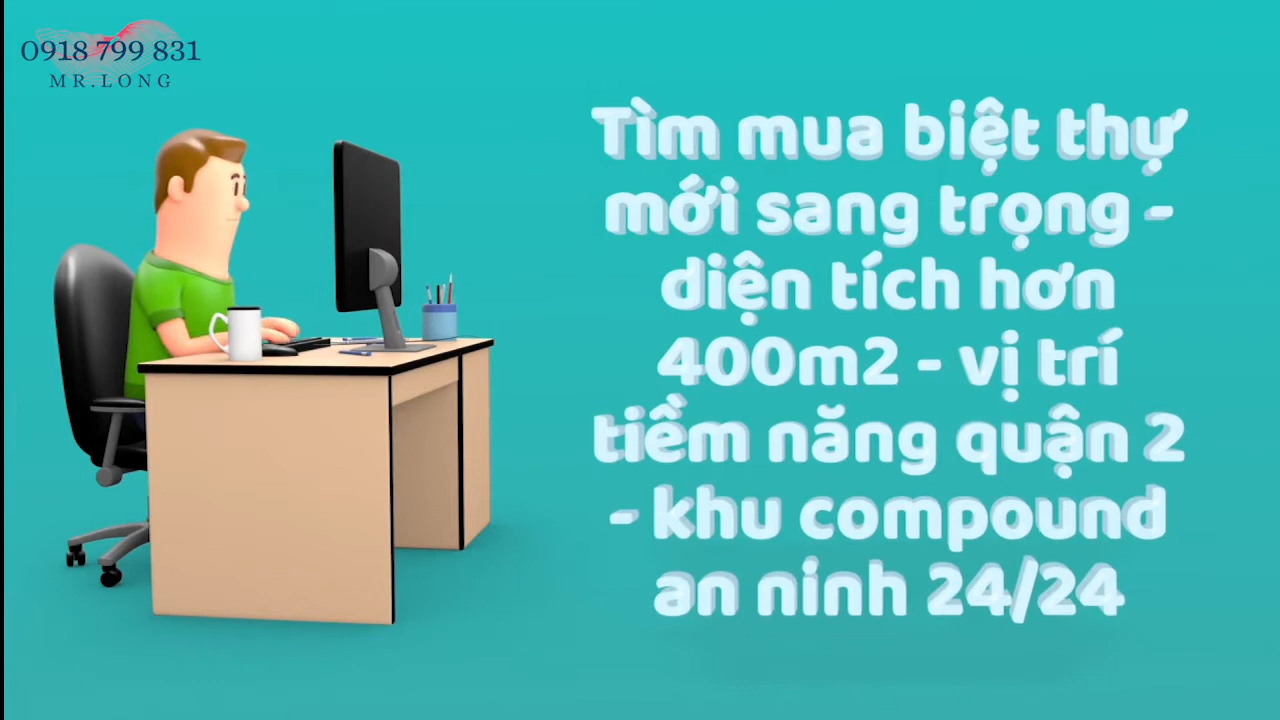 0918 799 831
MR.LONG
Tìm mua biệt thự
mới sang trọng -
diện tích hơn
400m2 - vị trí
tiềm năng quận 2
- khu compound
an ninh 24/24